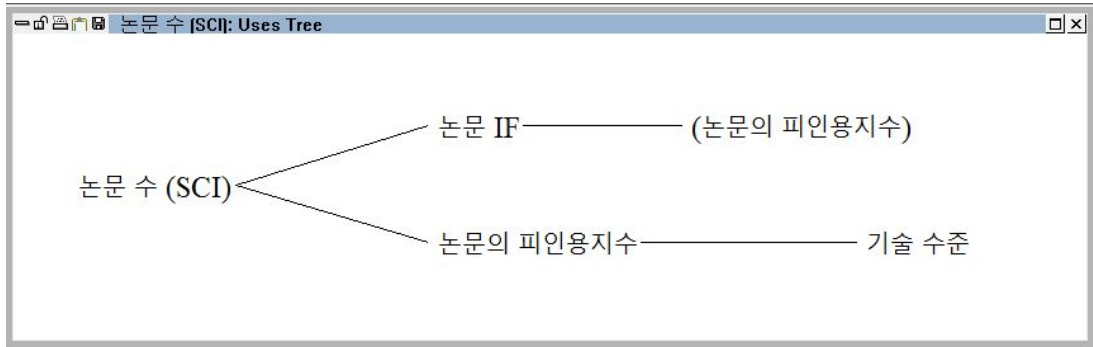 논문 수 (SCI): Uses Tree
논문 IF (논문의 피인용지수)
논문 수 (SCI)
논문의 피인용지수 기술 수준